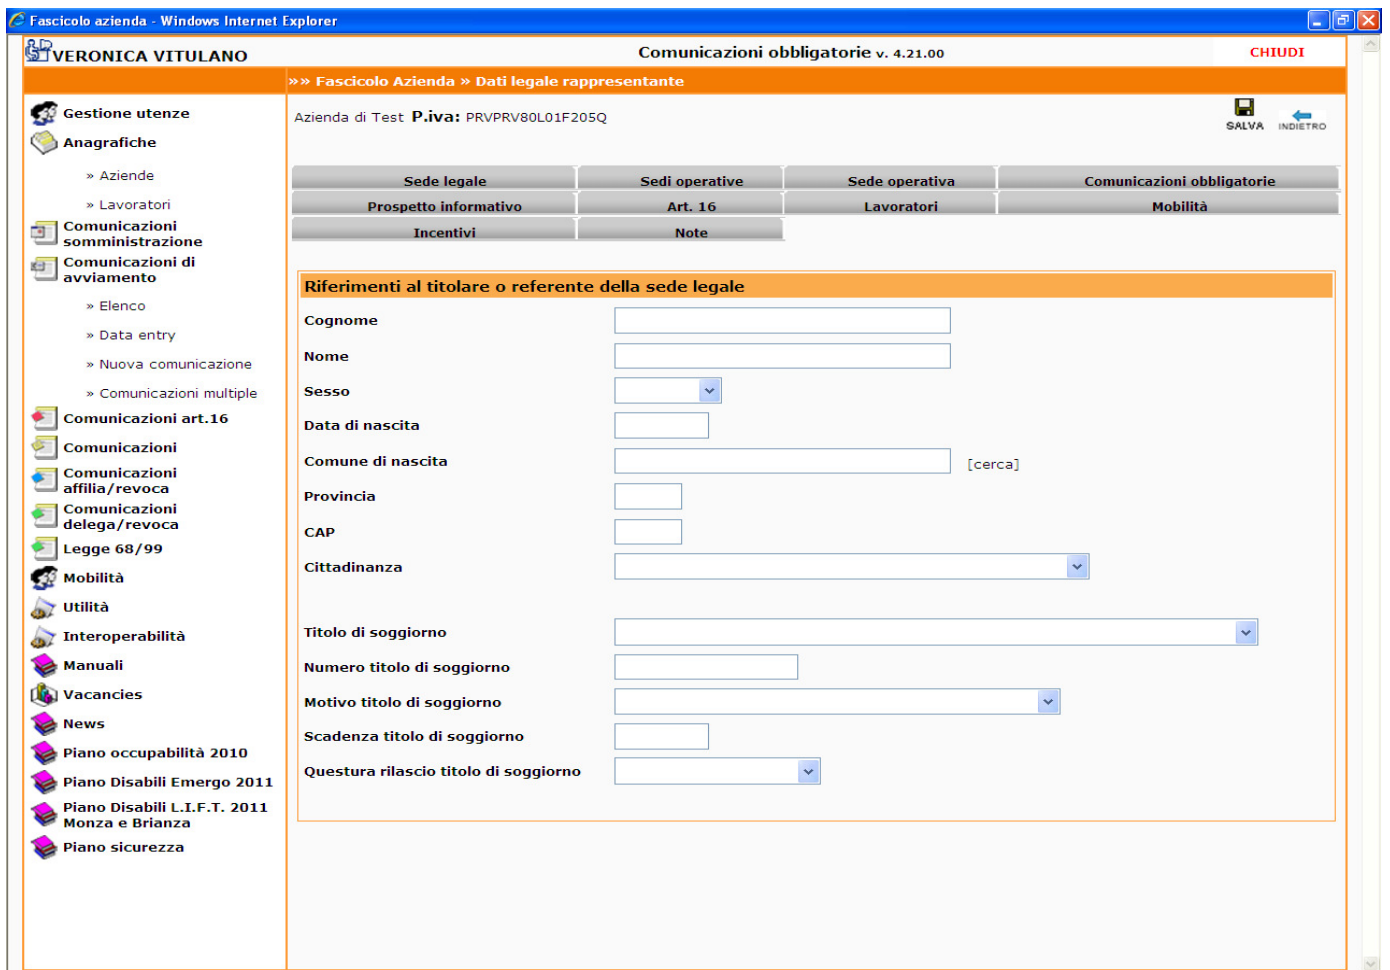 Fascicolo azienda - Windows Internet Explorer
VERONICA VITULANO
Comunicazioni obbligatorie v. 4.21.00
CHIUDI
»» Fascicolo Azienda » Dati legale rappresentante
Gestione utenze
Anagrafiche
» Aziende
» Lavoratori
Comunicazioni
somministrazione
Comunicazioni di
avviamento
» Elenco
» Data entry
» Nuova comunicazione
» Comunicazioni multiple
Comunicazioni art.16
Comunicazioni
Comunicazioni
affilia/revoca
Comunicazioni
delega/revoca
Legge 68/99
Mobilità
Utilità
Interoperabilità
Manuali
Vacancies
News
Piano occupabilità 2010
Piano Disabili Emergo 2011
Piano Disabili L.I.F.T. 2011
Monza e Brianza
Piano sicurezza
Azienda di Test P.iva: PRVPRV80L01F205Q
SALVA INDIETRO
Sede legale Sedi operative Sede operativa Comunicazioni obbligatorie
Prospetto informativo Art. 16 Lavoratori Mobilità
Incentivi Note
Riferimenti al titolare o referente della sede legale
Cognome
Nome
Sesso
Data di nascita
Comune di nascita [cerca]
Provincia
CAP
Cittadinanza
Titolo di soggiorno
Numero titolo di soggiorno
Motivo titolo di soggiorno
Scadenza titolo di soggiorno
Questura rilascio titolo di soggiorno